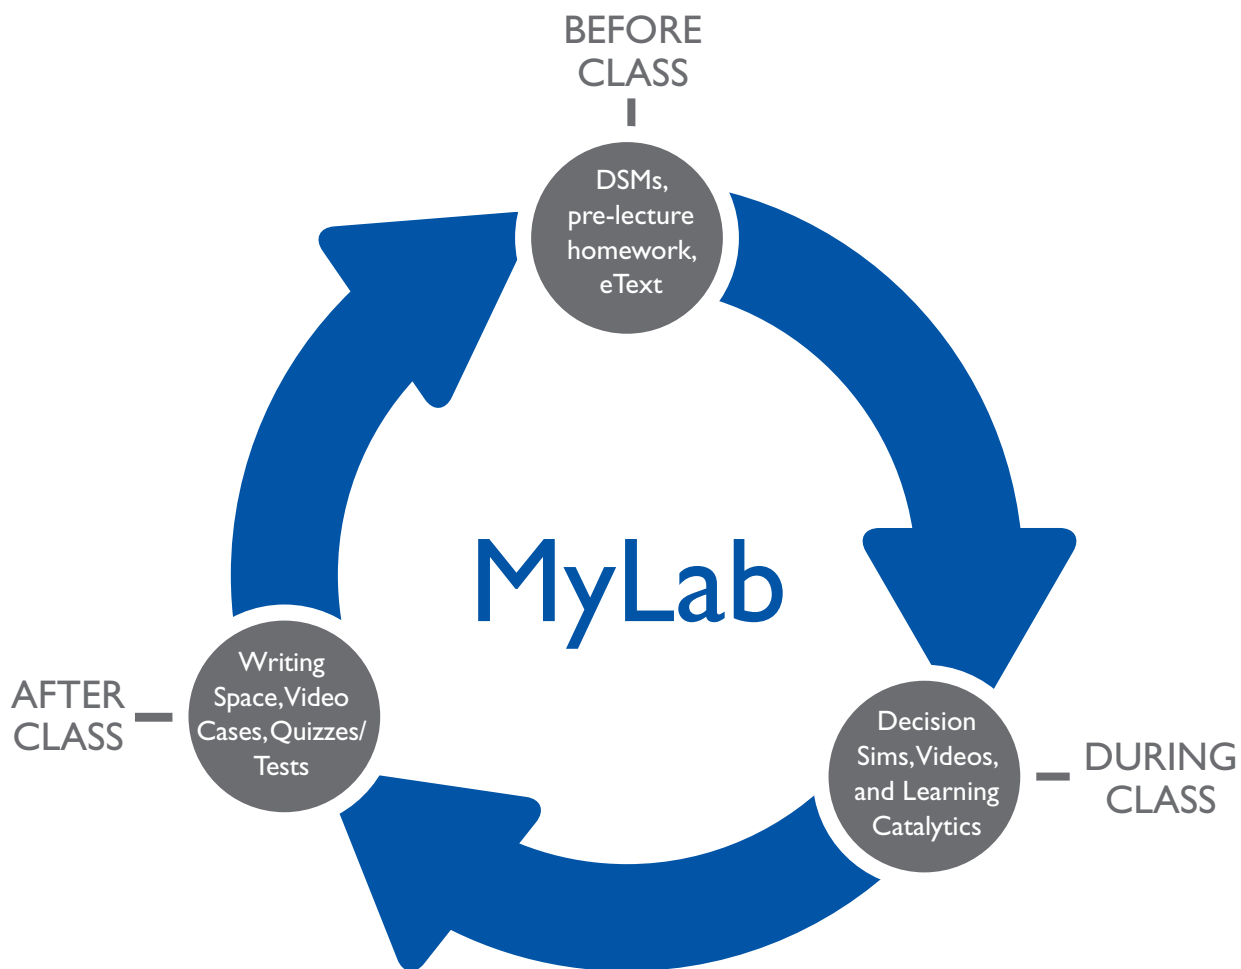 BEFORE
CLASS
DSMs,
pre-lecture
homework,
eText
MyLab
AFTER
CLASS
Writing
Space, Video
Cases, Quizzes/
Tests
Decision
Sims, Videos,
and Learning
Catalytics
DURING
CLASS